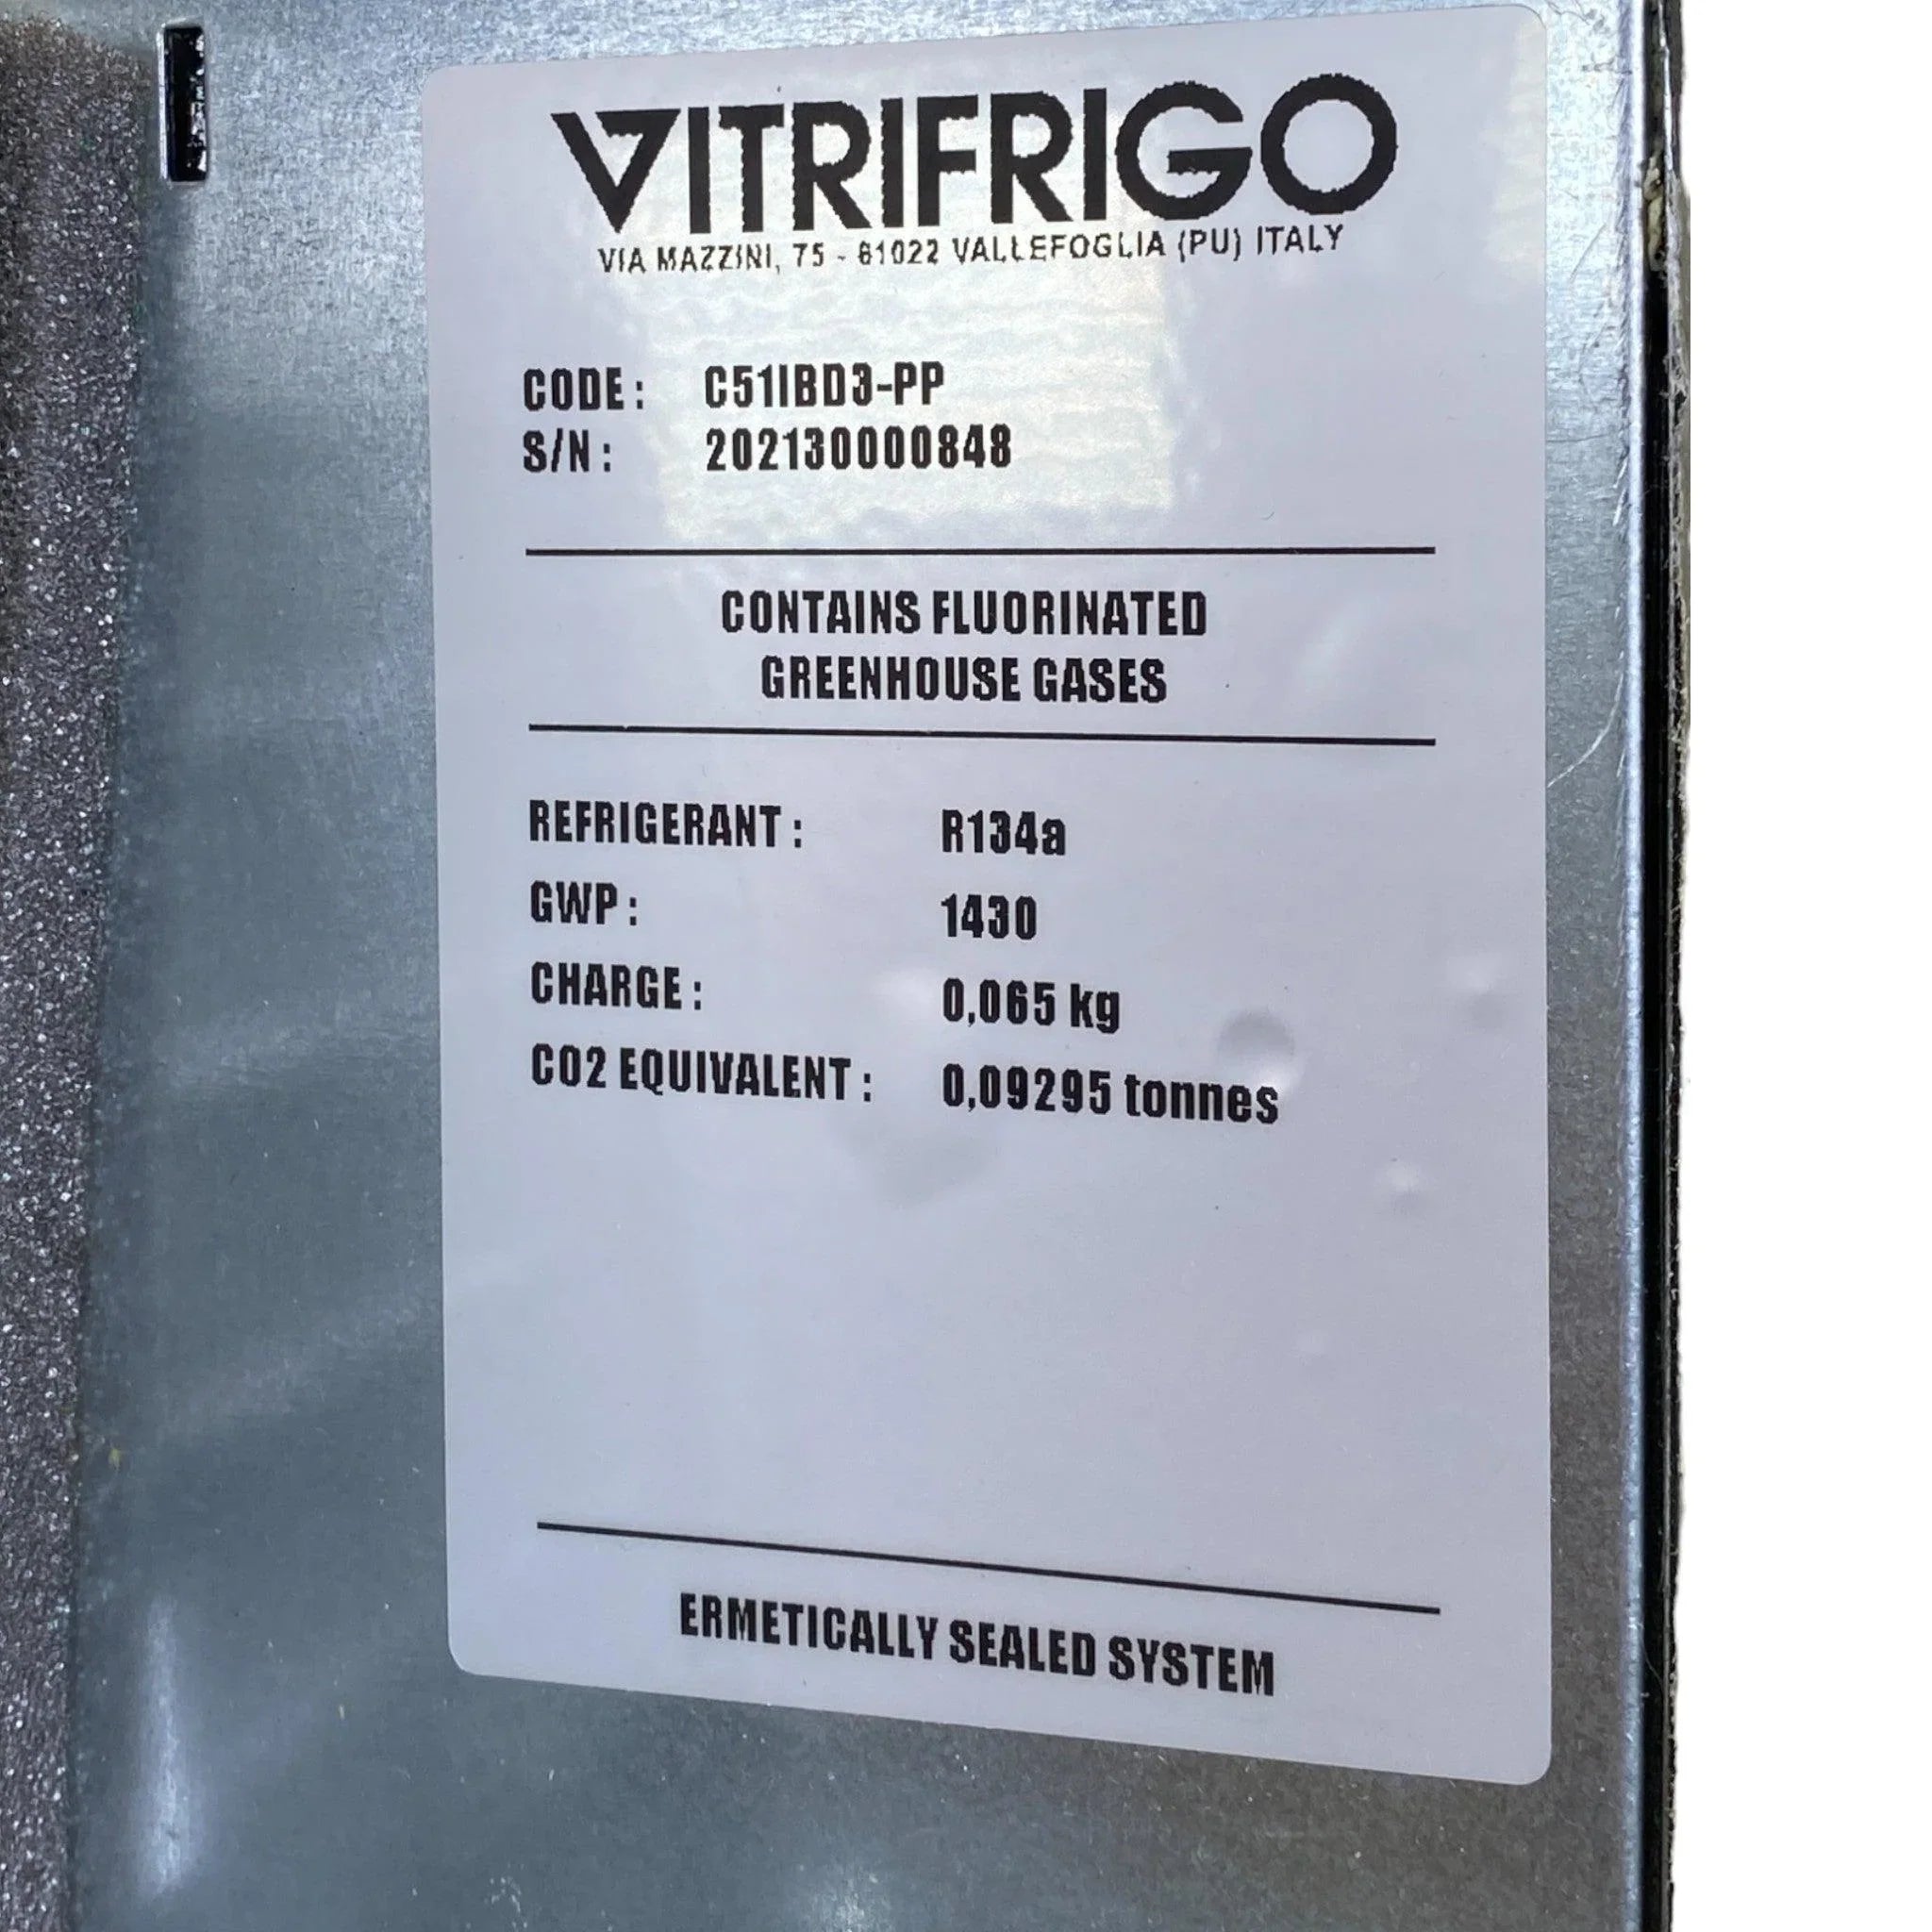 VITRIFRIGO
VIA MAZZINI, 75 - 61022 VALLEFOGLIA (PU) ITALY
CODE: C51IBD3-PP
S/N: 202130000848
CONTAINS FLUORINATED
GREENHOUSE GASES
REFRIGERANT: R134a
GWP: 1430
CHARGE: 0,065 kg
CO2 EQUIVALENT: 0,09295 tonnes
ERMETICALLY SEALED SYSTEM